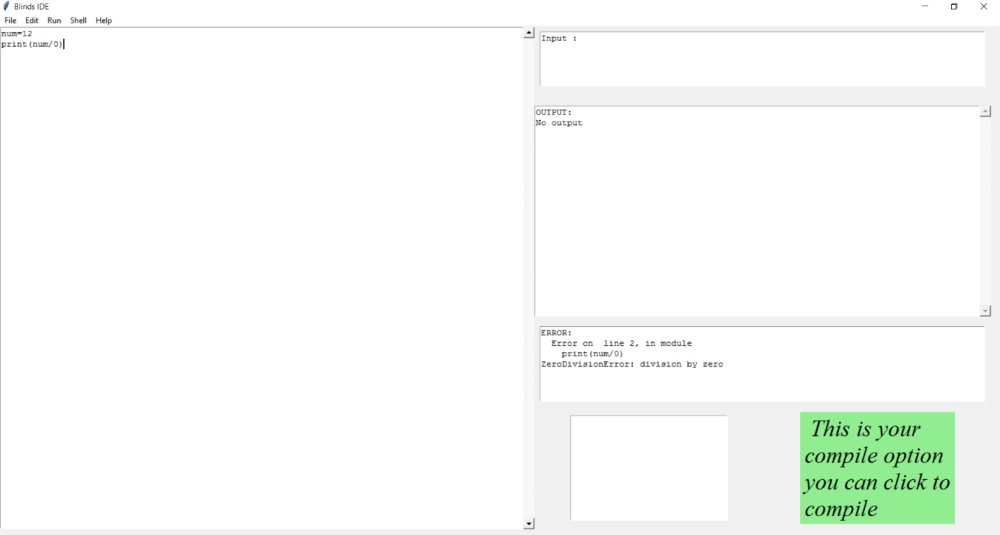 Blinds IDE
File Edit Run Shell Help
num=12
print(num/0)
Input :
OUTPUT:
No output
ERROR:
  Error on  line 2, in module
    print(num/0)
ZeroDivisionError: division by zero
This is your
compile option
you can click to
compile